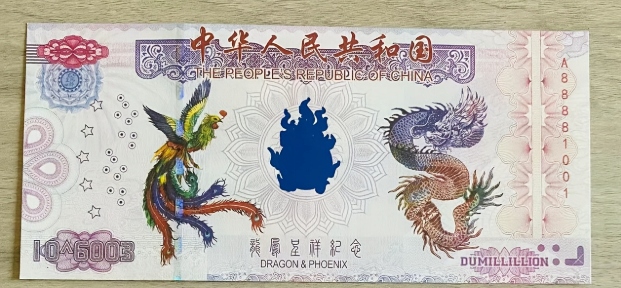 中华人民共和国
THE PEOPLE'S REPUBLIC OF CHINA
A88881001
龍鳳呈祥紀念
DRAGON & PHOENIX
10^6003
DUMILLILLION